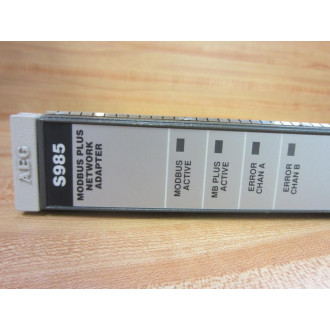 AEG
S985
MODBUS PLUS
NETWORK
ADAPTER
MODBUS
ACTIVE
MB PLUS
ACTIVE
ERROR
CHAN A
ERROR
CHAN B